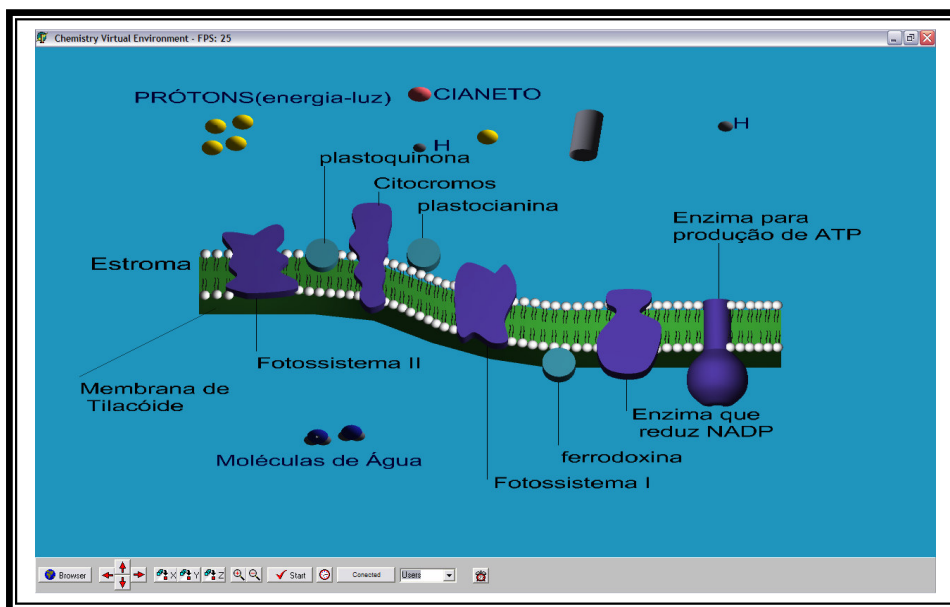 Chemistry Virtual Environment - FPS: 25
PRÓTONS(energia-luz)
CIANETO
H
H
plastoquinona
Citocromos
plastocianina
Enzima para
produção de ATP
Estroma
Fotossistema II
Membrana de
Tilacóide
Enzima que
reduz NADP
Moléculas de Água
ferrodoxina
Fotossistema I
Browser
X
Y
Z
Start
Conected
Users